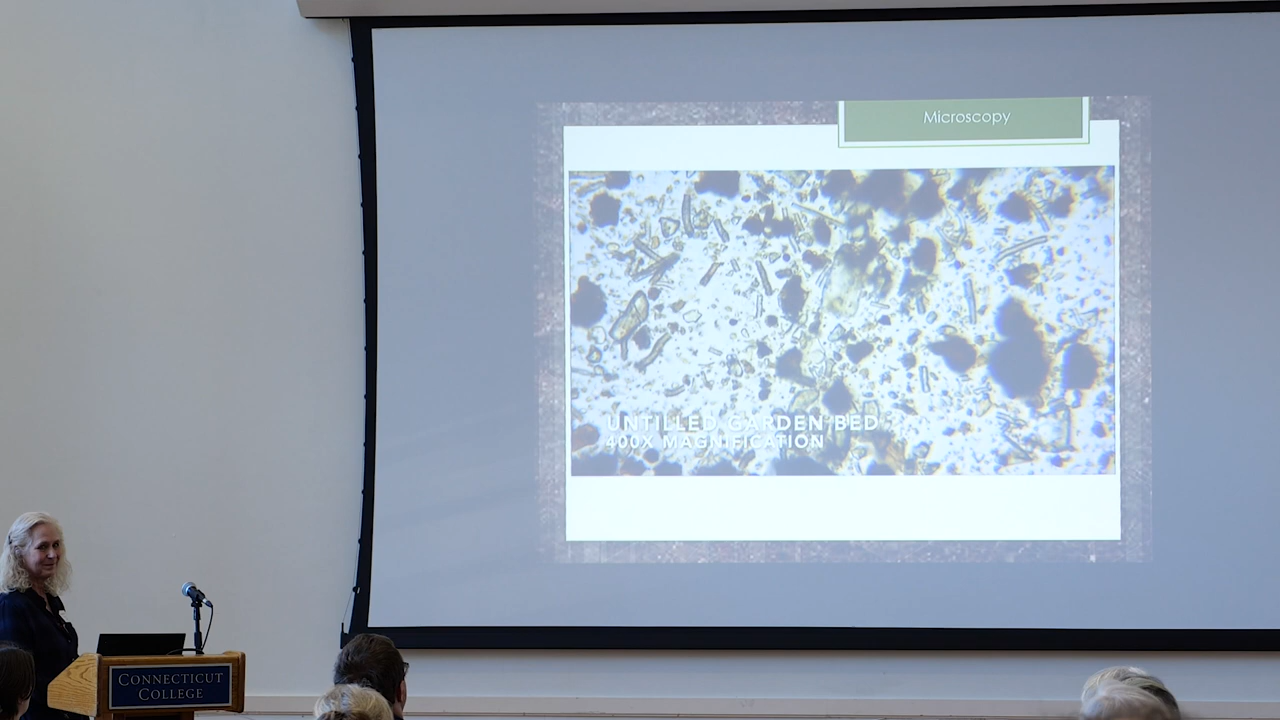 Microscopy
UNTILLED GARDEN BED
400X MAGNIFICATION
CONNECTICUT
COLLEGE